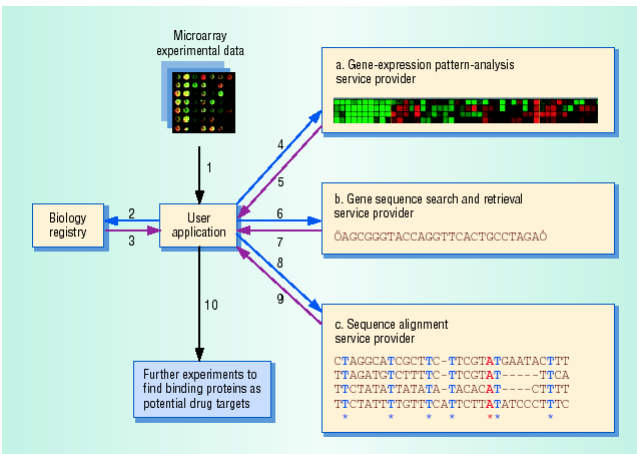 Microarray
experimental data
a. Gene-expression pattern-analysis
service provider
1
4
5
Biology
registry
2
3
User
application
6
7
8
9
b. Gene sequence search and retrieval
service provider
ÔAGCGGGTACCAGGTTCACTGCCTAGAÒ
10
c. Sequence alignment
service provider
CTAGGCATCGCTTC-TTCGTATGAATACTTT
TTAGATGTCTTTTC-TTCGTAT-----TTCA
TTCTATATTATATA-TACACAT----CTTTT
TTCTATTTTGTTTCATTCTTATATCCCTTTC
* * * * ** *
Further experiments to
find binding proteins as
potential drug targets